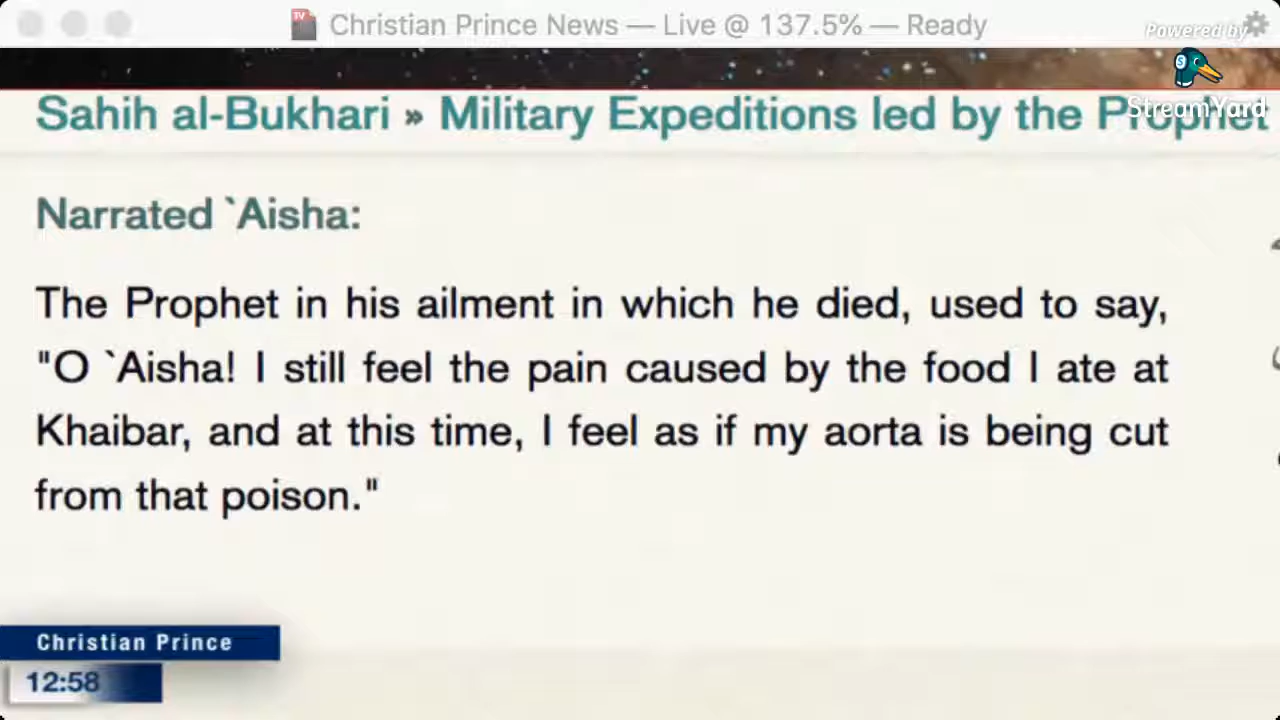 Christian Prince News — Live @ 137.5% — Ready
Powered by
StreamYard
Sahih al-Bukhari » Military Expeditions led by the Prophet
Narrated `Aisha:
The Prophet in his ailment in which he died, used to say,
"O `Aisha! I still feel the pain caused by the food I ate at
Khaibar, and at this time, I feel as if my aorta is being cut
from that poison."
Christian Prince
12:58